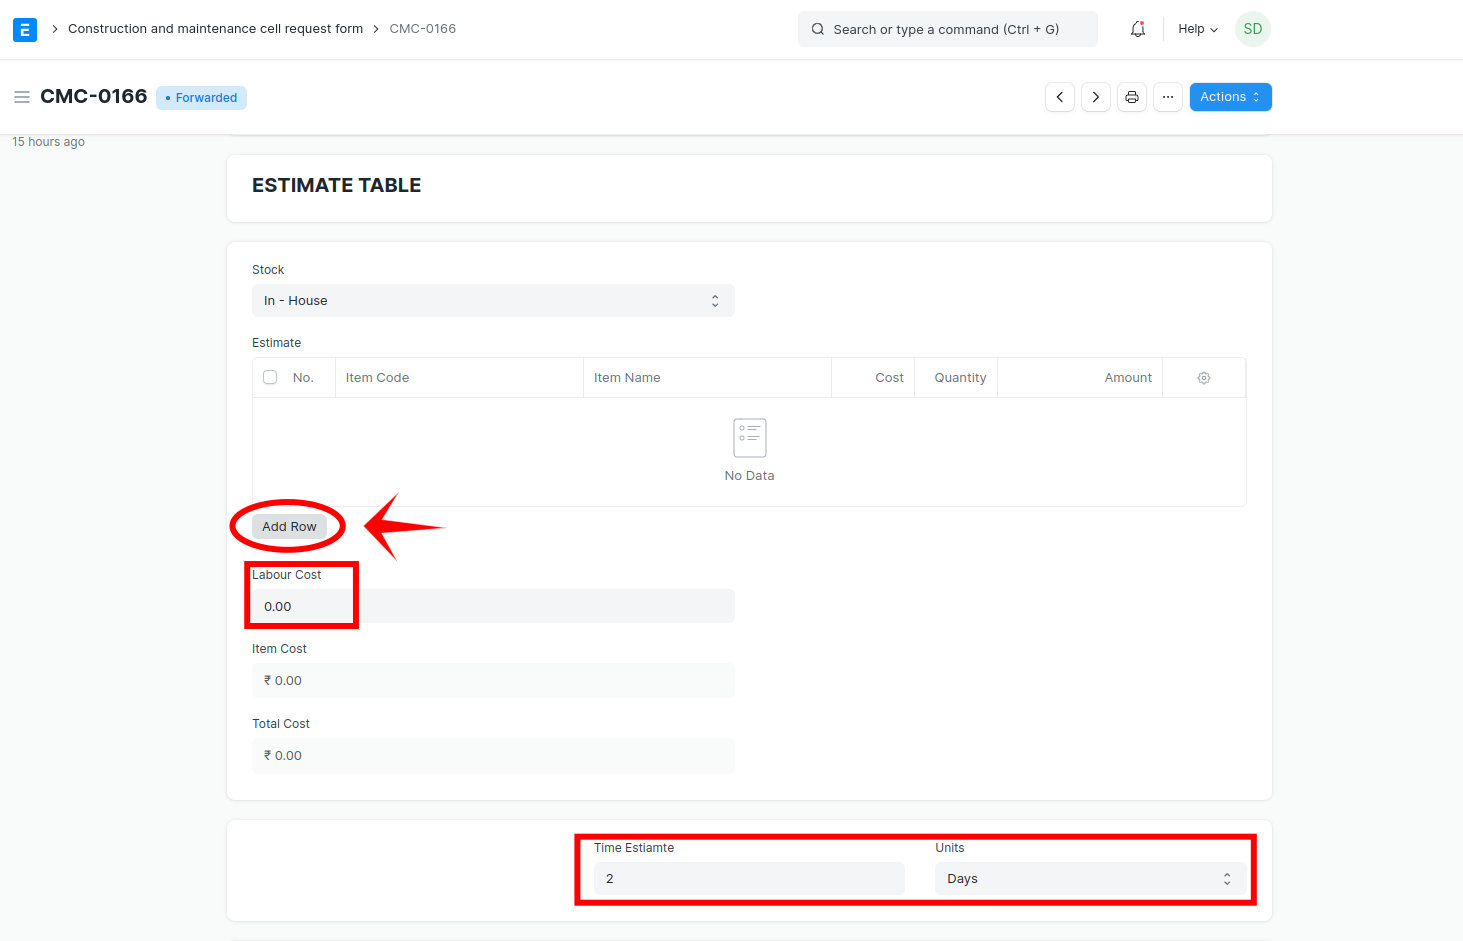 E > Construction and maintenance cell request form > CMC-0166 Search or type a command (Ctrl + G) Help SD
CMC-0166 • Forwarded ... Actions
15 hours ago
ESTIMATE TABLE
Stock
In - House
Estimate
No. Item Code Item Name Cost Quantity Amount
No Data
Add Row
Labour Cost
0.00
Item Cost
₹ 0.00
Total Cost
₹ 0.00
Time Estiamte Units
2 Days